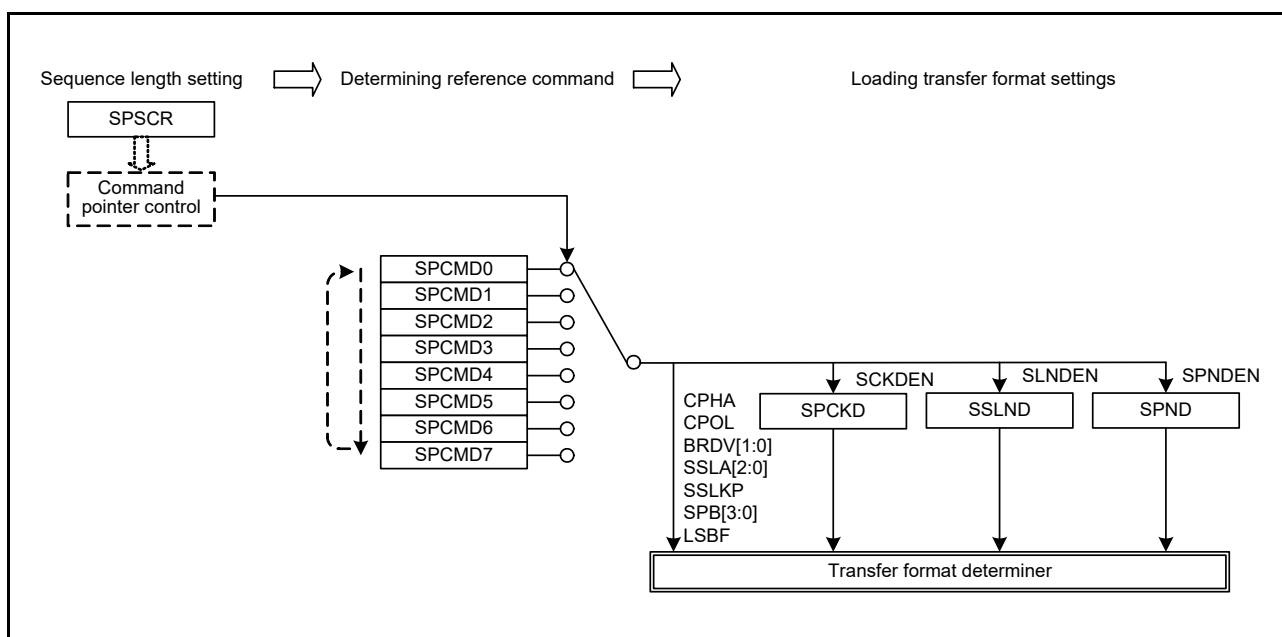 Sequence length setting
Determining reference command
Loading transfer format settings
SPSCR
Command
pointer control
SPCMD0
SPCMD1
SPCMD2
SPCMD3
SPCMD4
SPCMD5
SPCMD6
SPCMD7
SCKDEN
SLNDEN
SPNDEN
CPHA
CPOL
BRDV[1:0]
SSLA[2:0]
SSLKP
SPB[3:0]
LSBF
SPCKD
SSLND
SPND
Transfer format determiner